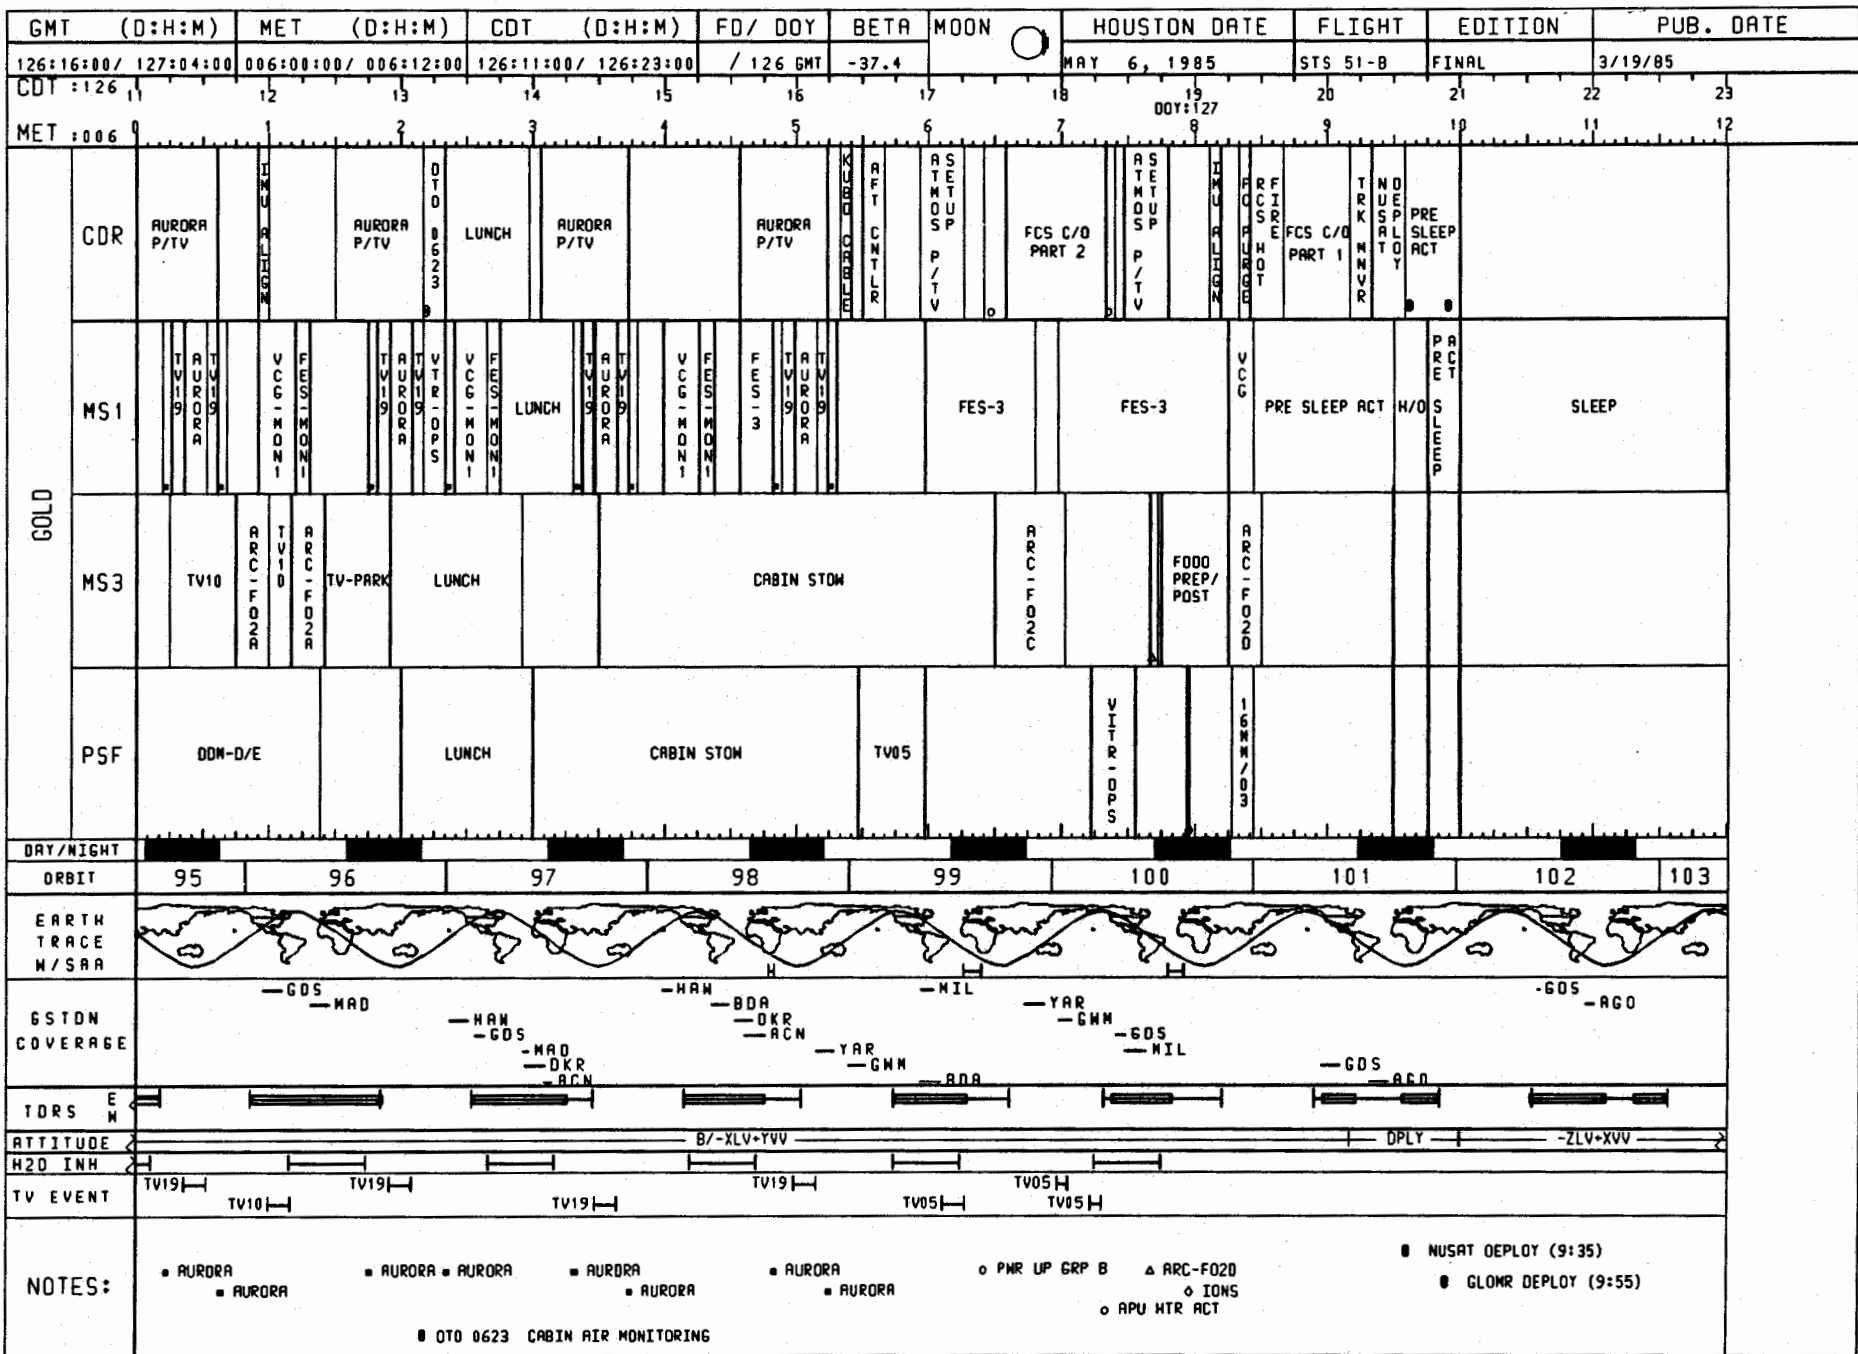 GMT (D:H:M) MET (D:H:M) CDT (D:H:M) FD/ DOY BETA MOON HOUSTON DATE FLIGHT EDITION PUB. DATE
126:16:00/ 127:04:00 006:00:00/ 006:12:00 126:11:00/ 126:23:00 / 126 GMT -37.4 MAY 6, 1985 STS 51-B FINAL 3/19/85
CDT :126 11 12 13 14 15 16 17 18 19 20 21 22 23
DOY:127
MET :006 0 1 2 3 4 5 6 7 8 9 10 11 12
GOLD
CDR
AURORA P/TV
IMU ALIGN
AURORA P/TV
DTO 0623
LUNCH
AURORA P/TV
AURORA P/TV
KUBD CABLE
AFT CNTLR
ATMOS P/TV SETUP
FCS C/O PART 2
ATMOS P/TV SETUP
IMU ALIGN
FC PURGE
RCS HOT FIRE
FCS C/O PART 1
TRK MNVR
NUSAT DEPLOY
PRE SLEEP ACT
MS1
TV19
AURORA
TV19
VCG-MON1
FES-MON1
TV19
AURORA
TV19
VTR-OPS
VCG-MON1
FES-MON1
LUNCH
TV19
AURORA
TV19
VCG-MON1
FES-MON1
FES-3
TV19
AURORA
TV19
FES-3
FES-3
VCG
PRE SLEEP ACT
H/O
PRE SLEEP ACT
SLEEP
MS3
TV10
ARC-FO2A
TV10
ARC-FO2A
TV-PARK
LUNCH
CABIN STOW
ARC-FO2C
FOOD PREP/ POST
ARC-FO2D
PSF
DDM-D/E
LUNCH
CABIN STOW
TV05
VITR-OPS
16MM/03
DAY/NIGHT
ORBIT 95 96 97 98 99 100 101 102 103
EARTH TRACE W/SAA
GSTDN COVERAGE
GDS HAW MIL GDS
MAD BDA YAR AGO
HAW DKR GWM
GDS ACN GDS
MAD YAR MIL
DKR GWM GDS
ACN BDA AGO
TDRS E W
ATTITUDE B/-XLV+YVV DPLY -ZLV+XVV
H2O INH
TV EVENT
TV19 TV19 TV19 TV05
TV10 TV19 TV05 TV05
NOTES:
NUSAT DEPLOY (9:35)
AURORA AURORA AURORA AURORA AURORA PWR UP GRP B ARC-FO2D
GLOMR DEPLOY (9:55)
AURORA AURORA AURORA IONS
APU HTR ACT
DTO 0623 CABIN AIR MONITORING